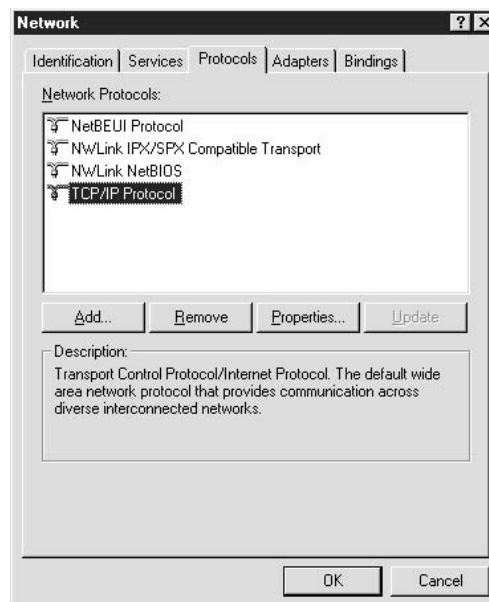 Network
? X
Identification Services Protocols Adapters Bindings
Network Protocols:
NetBEUI Protocol
NWLink IPX/SPX Compatible Transport
NWLink NetBIOS
TCP/IP Protocol
Add... Remove Properties... Update
Description:
Transport Control Protocol/Internet Protocol. The default wide
area network protocol that provides communication across
diverse interconnected networks.
OK Cancel